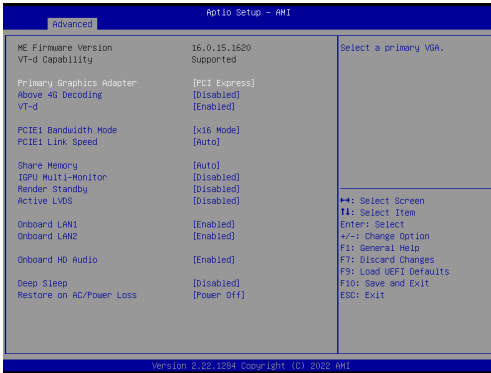 Aptio Setup - AMI
Advanced
ME Firmware Version 16.0.15.1620
VT-d Capability Supported
Primary Graphics Adapter [PCI Express]
Above 4G Decoding [Disabled]
VT-d [Enabled]
PCIE1 Bandwidth Mode [x16 Mode]
PCIE1 Link Speed [Auto]
Share Memory [Auto]
IGPU Multi-Monitor [Disabled]
Render Standby [Disabled]
Active LVDS [Disabled]
Onboard LAN1 [Enabled]
Onboard LAN2 [Enabled]
Onboard HD Audio [Enabled]
Deep Sleep [Disabled]
Restore on AC/Power Loss [Power Off]
Select a primary VGA.
↔: Select Screen
↑↓: Select Item
Enter: Select
+/-: Change Option
F1: General Help
F7: Discard Changes
F9: Load UEFI Defaults
F10: Save and Exit
ESC: Exit
Version 2.22.1284 Copyright (C) 2022 AMI